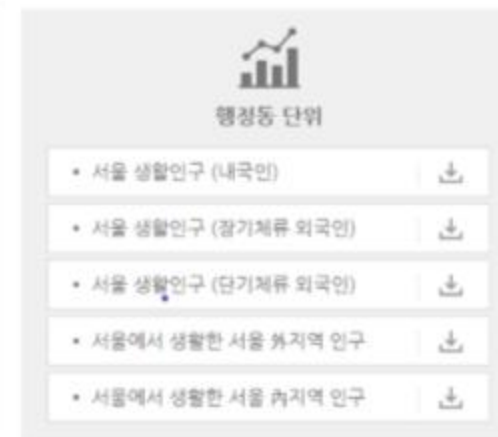 행정동 단위
• 서울 생활인구 (내국인)
• 서울 생활인구 (장기체류 외국인)
• 서울 생활인구 (단기체류 외국인)
• 서울에서 생활한 서울 外지역 인구
• 서울에서 생활한 서울 內지역 인구